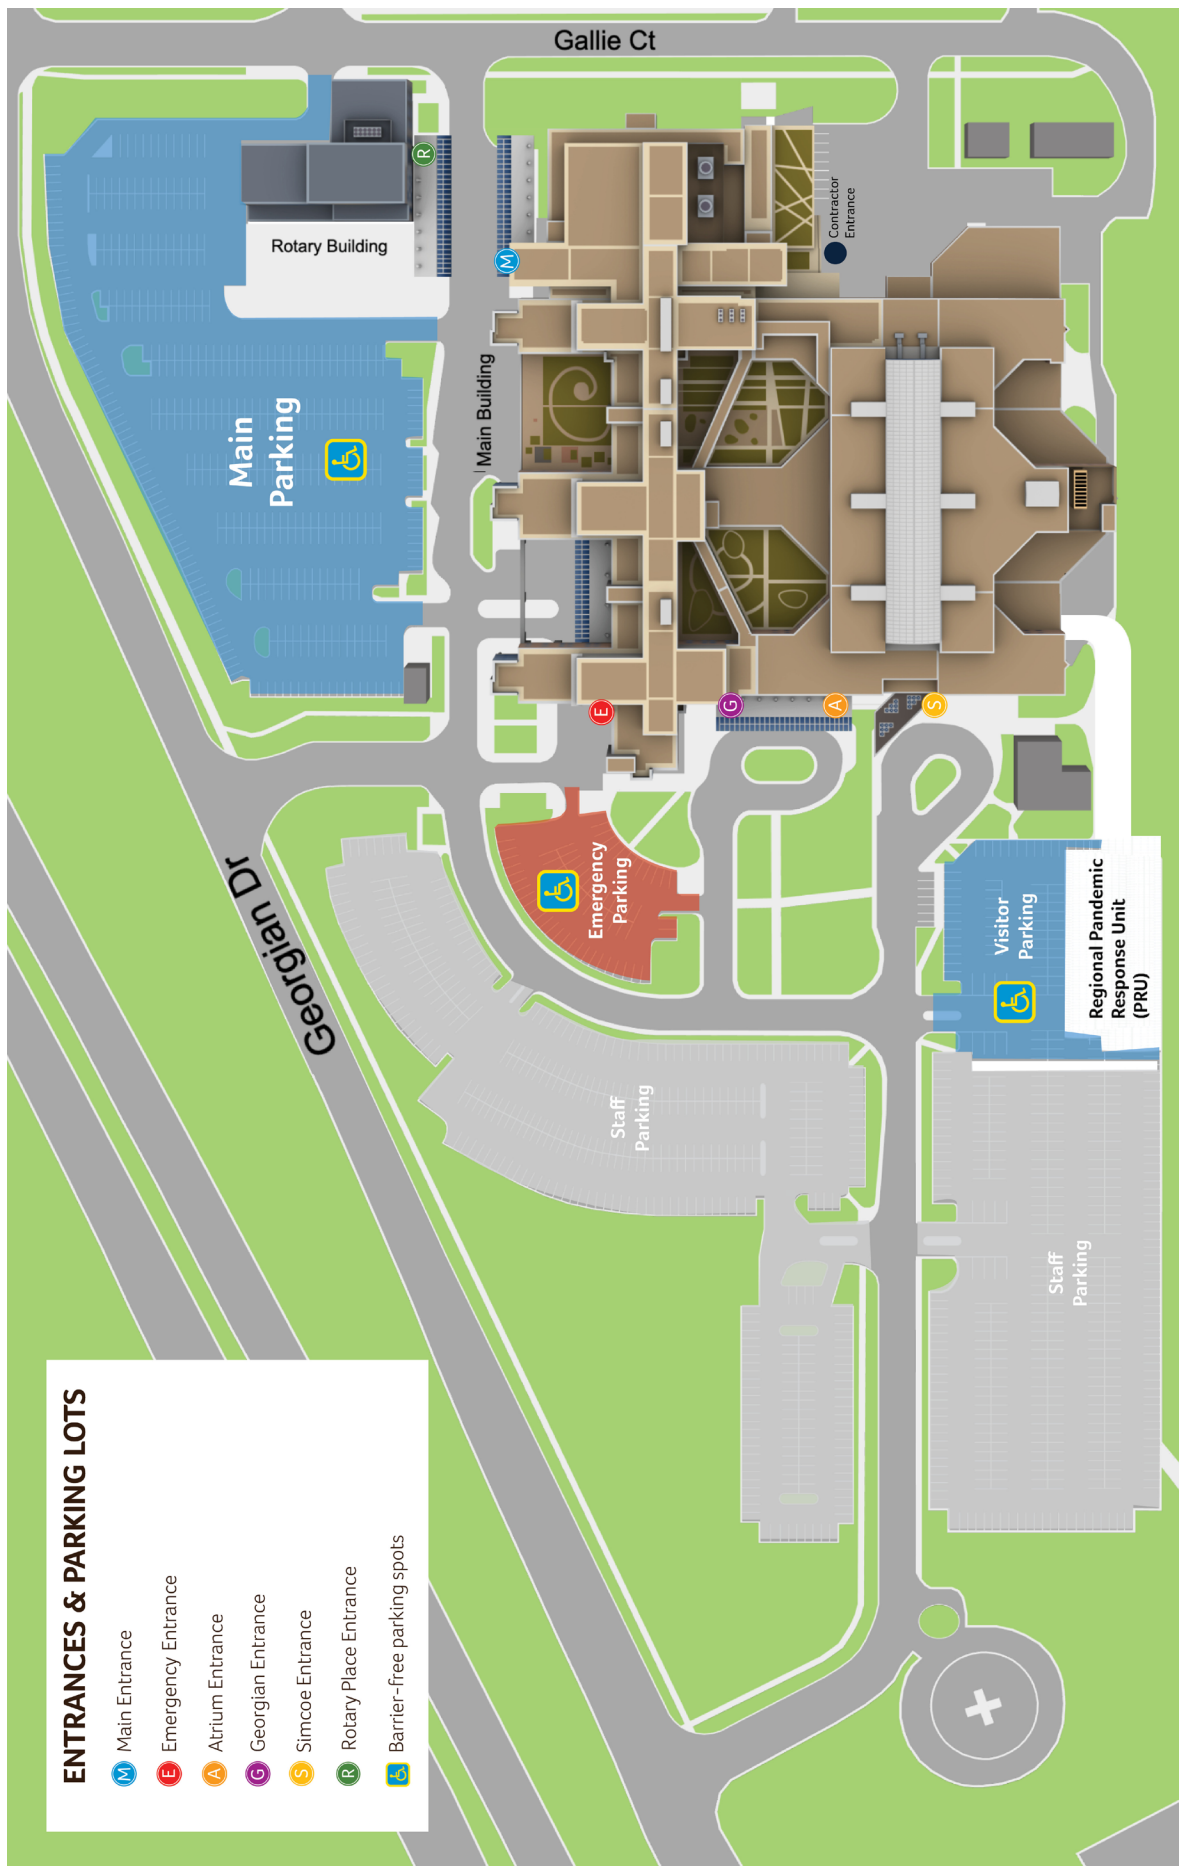 Gallie Ct
R
Rotary Building
M
Contractor
Entrance
Main Building
Main
Parking
E
G
A
S
Georgian Dr
Emergency
Parking
Visitor
Parking
Regional Pandemic
Response Unit
(PRU)
Staff
Parking
Staff
Parking
ENTRANCES & PARKING LOTS
M Main Entrance
E Emergency Entrance
A Atrium Entrance
G Georgian Entrance
S Simcoe Entrance
R Rotary Place Entrance
Barrier-free parking spots